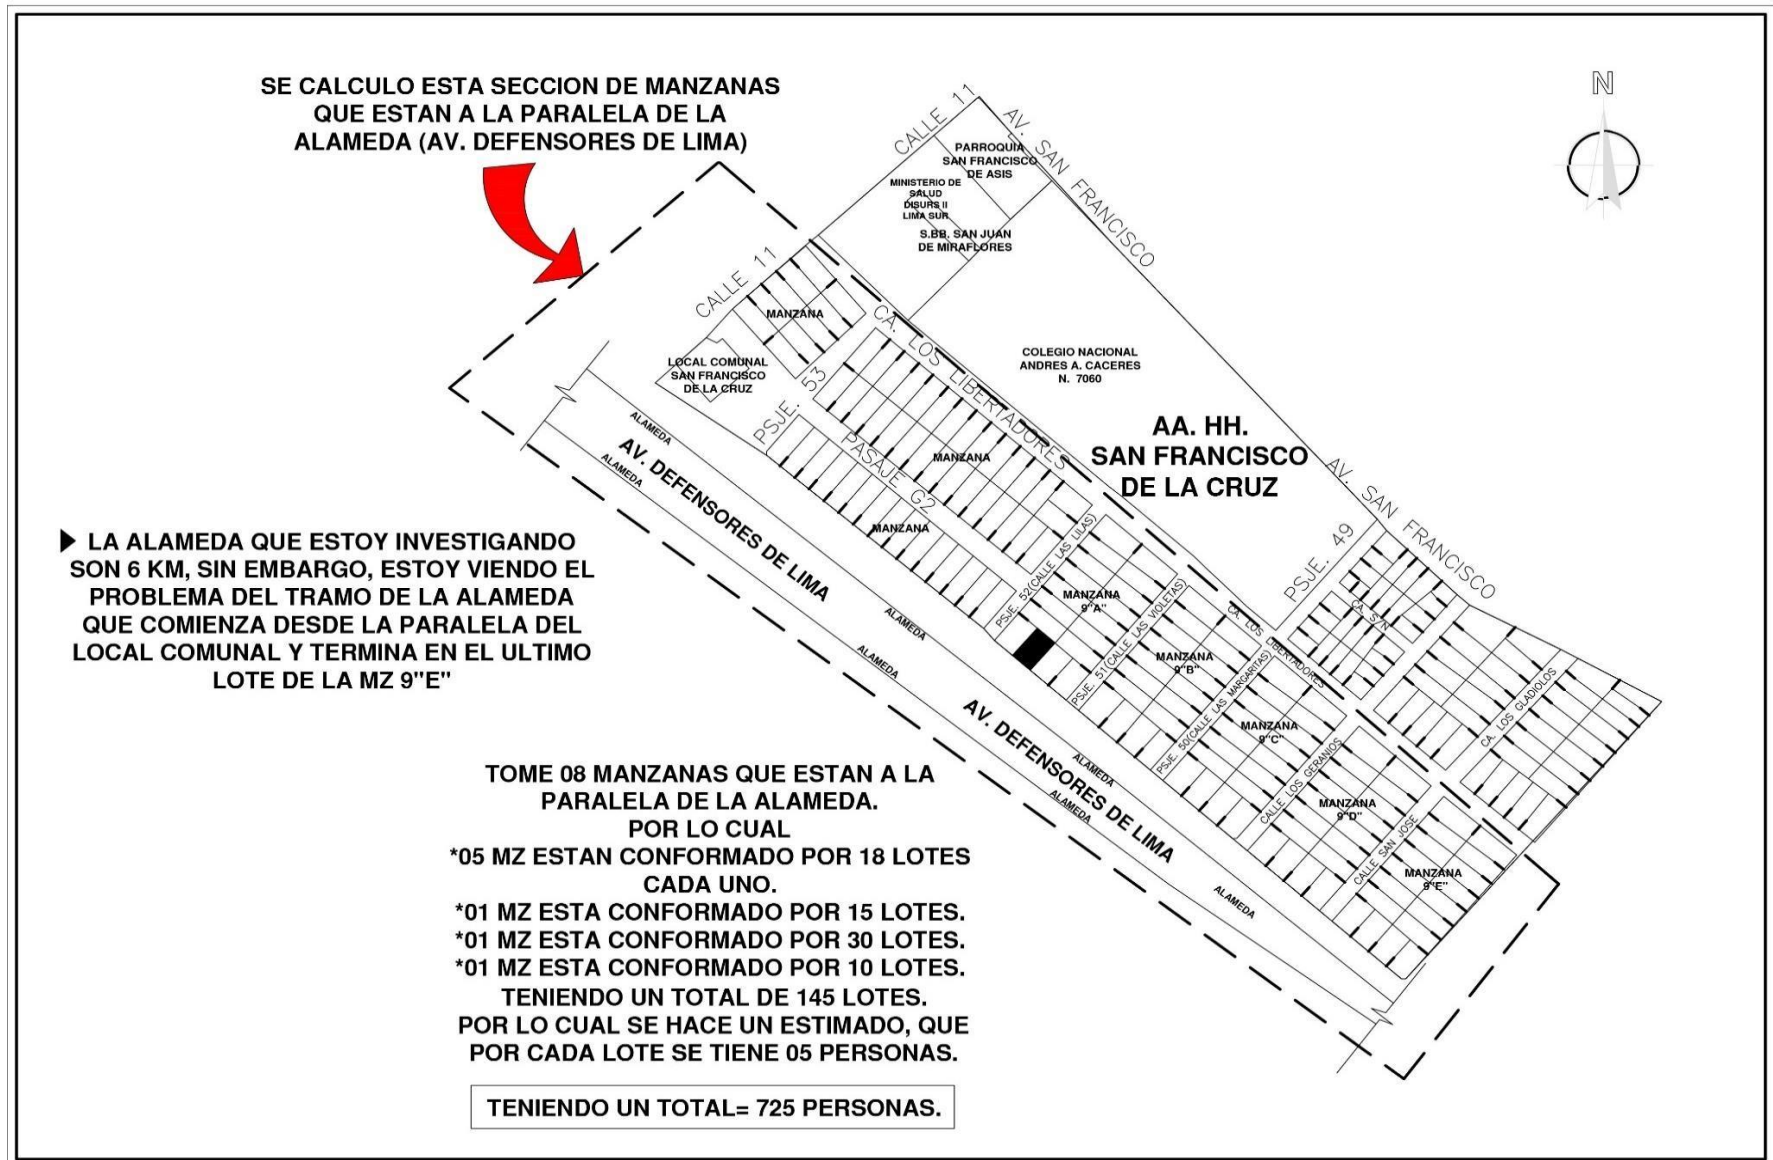 SE CALCULO ESTA SECCION DE MANZANAS
QUE ESTAN A LA PARALELA DE LA
ALAMEDA (AV. DEFENSORES DE LIMA)
N
CALLE 11
AV. SAN FRANCISCO
PARROQUIA
SAN FRANCISCO
DE ASIS
MINISTERIO DE
SALUD
DISURS II
LIMA SUR
S.BB. SAN JUAN
DE MIRAFLORES
CALLE 11
MANZANA
CA. LOS LIBERTADORES
LOCAL COMUNAL
SAN FRANCISCO
DE LA CRUZ
COLEGIO NACIONAL
ANDRES A. CACERES
N. 7060
PSJE. 53
PASAJE G2
MANZANA
MANZANA
AA. HH.
SAN FRANCISCO
DE LA CRUZ
AV. SAN FRANCISCO
ALAMEDA
AV. DEFENSORES DE LIMA
ALAMEDA
PSJE. 52(CALLE LAS LILAS)
MANZANA
9"A"
PSJE. 51(CALLE LAS VIOLETAS)
MANZANA
9"B"
PSJE. 50(CALLE LAS MARGARITAS)
CA. LOS LIBERTADORES
PSJE. 49
CA. S/N
MANZANA
9"C"
CALLE LOS GERANIOS
MANZANA
9"D"
CALLE SAN JOSE
MANZANA
9"E"
CA. LOS GLADIOLOS
ALAMEDA
ALAMEDA
AV. DEFENSORES DE LIMA
ALAMEDA
ALAMEDA
ALAMEDA
LA ALAMEDA QUE ESTOY INVESTIGANDO
SON 6 KM, SIN EMBARGO, ESTOY VIENDO EL
PROBLEMA DEL TRAMO DE LA ALAMEDA
QUE COMIENZA DESDE LA PARALELA DEL
LOCAL COMUNAL Y TERMINA EN EL ULTIMO
LOTE DE LA MZ 9"E"
TOME 08 MANZANAS QUE ESTAN A LA
PARALELA DE LA ALAMEDA.
POR LO CUAL
*05 MZ ESTAN CONFORMADO POR 18 LOTES
CADA UNO.
*01 MZ ESTA CONFORMADO POR 15 LOTES.
*01 MZ ESTA CONFORMADO POR 30 LOTES.
*01 MZ ESTA CONFORMADO POR 10 LOTES.
TENIENDO UN TOTAL DE 145 LOTES.
POR LO CUAL SE HACE UN ESTIMADO, QUE
POR CADA LOTE SE TIENE 05 PERSONAS.
TENIENDO UN TOTAL= 725 PERSONAS.